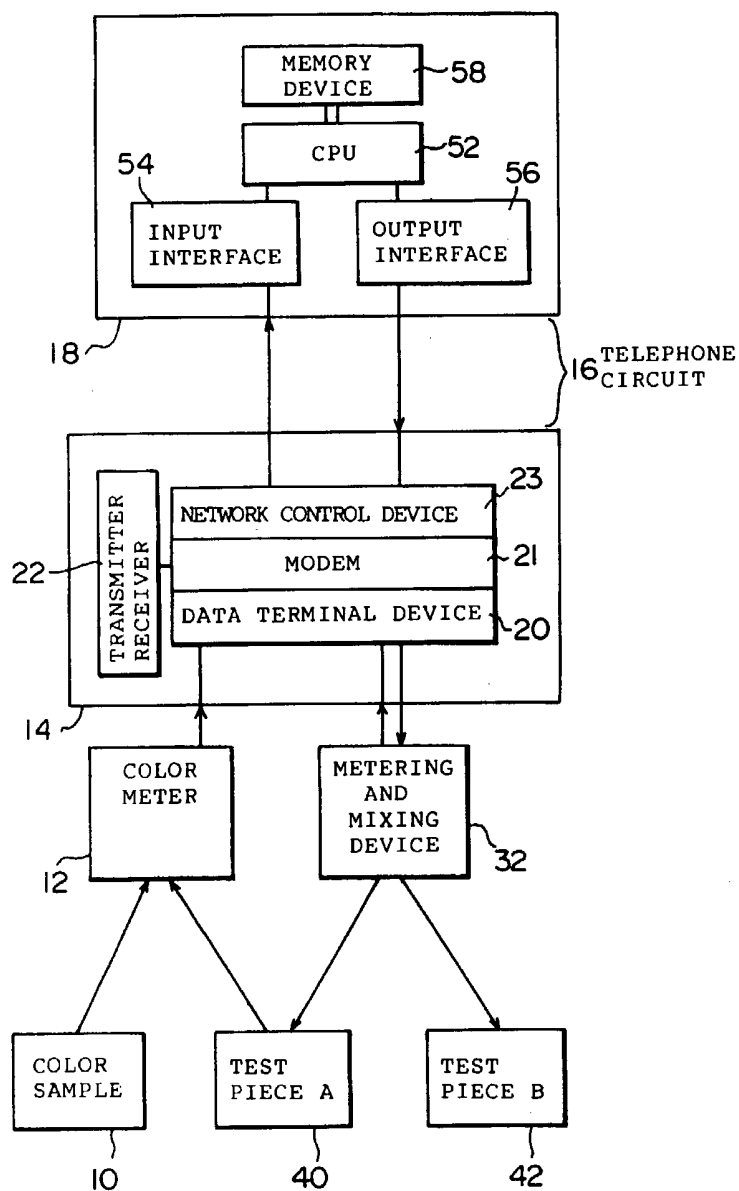 MEMORY
DEVICE
58
CPU
52
54
56
INPUT
INTERFACE
OUTPUT
INTERFACE
18
16 TELEPHONE
CIRCUIT
23
NETWORK CONTROL DEVICE
22
TRANSMITTER
RECEIVER
MODEM
21
DATA TERMINAL DEVICE
20
14
COLOR
METER
12
METERING
AND
MIXING
DEVICE
32
COLOR
SAMPLE
10
TEST
PIECE A
40
TEST
PIECE B
42